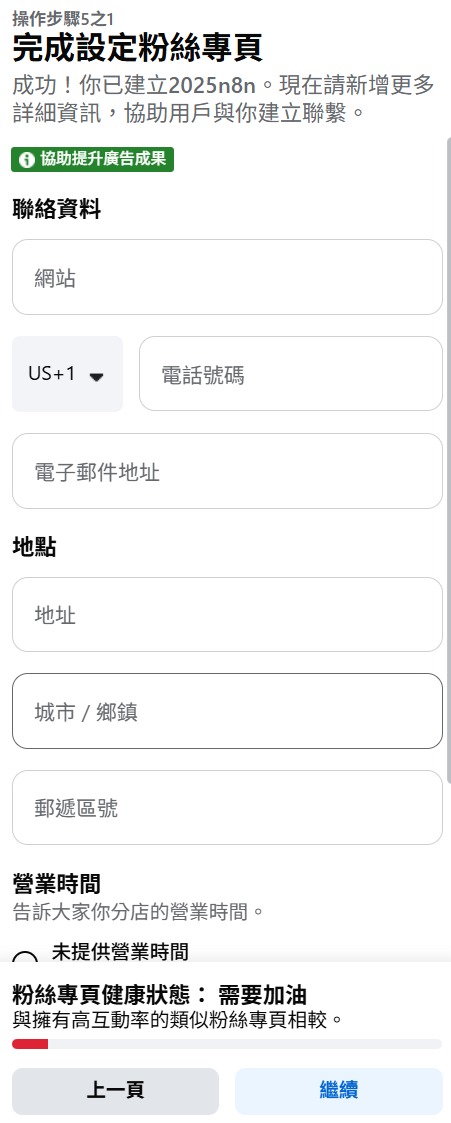 操作步驟5之1
完成設定粉絲專頁
成功！你已建立2025n8n。現在請新增更多
詳細資訊，協助用戶與你建立聯繫。
協助提升廣告成果
聯絡資料
網站
US+1
電話號碼
電子郵件地址
地點
地址
城市 / 鄉鎮
郵遞區號
營業時間
告訴大家你分店的營業時間。
未提供營業時間
粉絲專頁健康狀態： 需要加油
與擁有高互動率的類似粉絲專頁相較。
上一頁
繼續